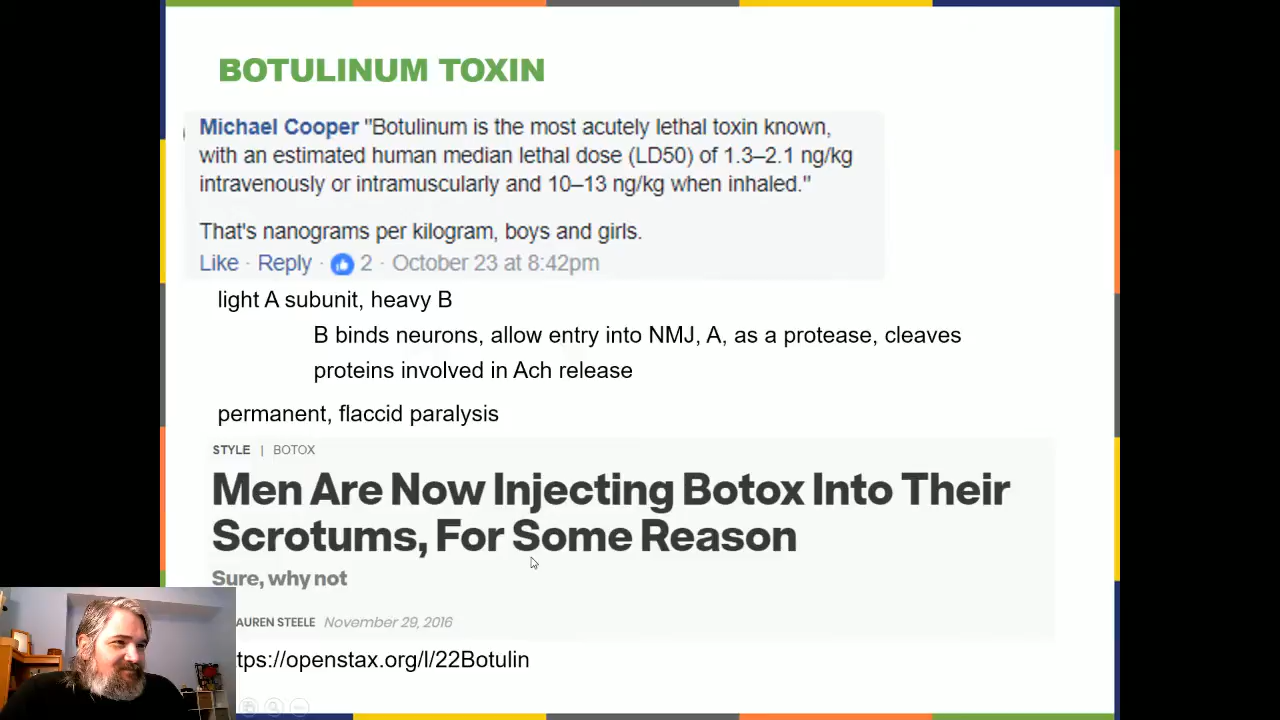 BOTULINUM TOXIN
Michael Cooper "Botulinum is the most acutely lethal toxin known,
with an estimated human median lethal dose (LD50) of 1.3–2.1 ng/kg
intravenously or intramuscularly and 10–13 ng/kg when inhaled."
That's nanograms per kilogram, boys and girls.
Like · Reply · 2 · October 23 at 8:42pm
light A subunit, heavy B
B binds neurons, allow entry into NMJ, A, as a protease, cleaves
proteins involved in Ach release
permanent, flaccid paralysis
STYLE | BOTOX
Men Are Now Injecting Botox Into Their
Scrotums, For Some Reason
Sure, why not
AUREN STEELE November 29, 2016
tps://openstax.org/l/22Botulin